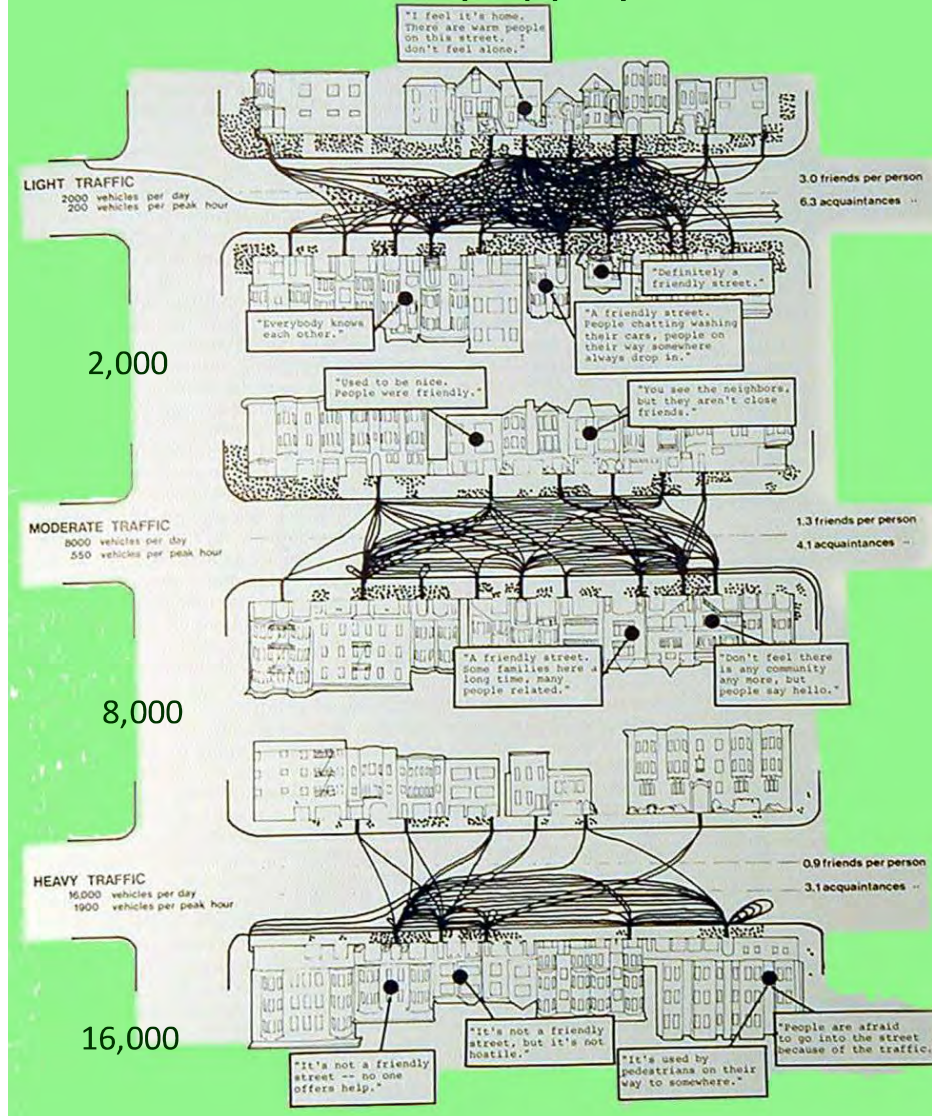 "I feel it's home.
There are warm people
on this street. I
don't feel alone."
LIGHT TRAFFIC
2000 vehicles per day
200 vehicles per peak hour
3.0 friends per person
6.3 acquaintances "
"Definitely a
friendly street."
"Everybody knows
each other."
"A friendly street.
People chatting washing
their cars, people on
their way somewhere
always drop in."
2,000
"Used to be nice.
People were friendly."
"You see the neighbors,
but they aren't close
friends."
MODERATE TRAFFIC
8000 vehicles per day
550 vehicles per peak hour
1.3 friends per person
4.1 acquaintances "
"A friendly street.
Some families here a
long time, many
people related."
"Don't feel there
is any community
any more, but
people say hello."
8,000
HEAVY TRAFFIC
16,000 vehicles per day
1900 vehicles per peak hour
0.9 friends per person
3.1 acquaintances "
16,000
"It's not a friendly
street -- no one
offers help."
"It's not a friendly
street, but it's not
hostile."
"It's used by
pedestrians on their
way to somewhere."
"People are afraid
to go into the street
because of the traffic.